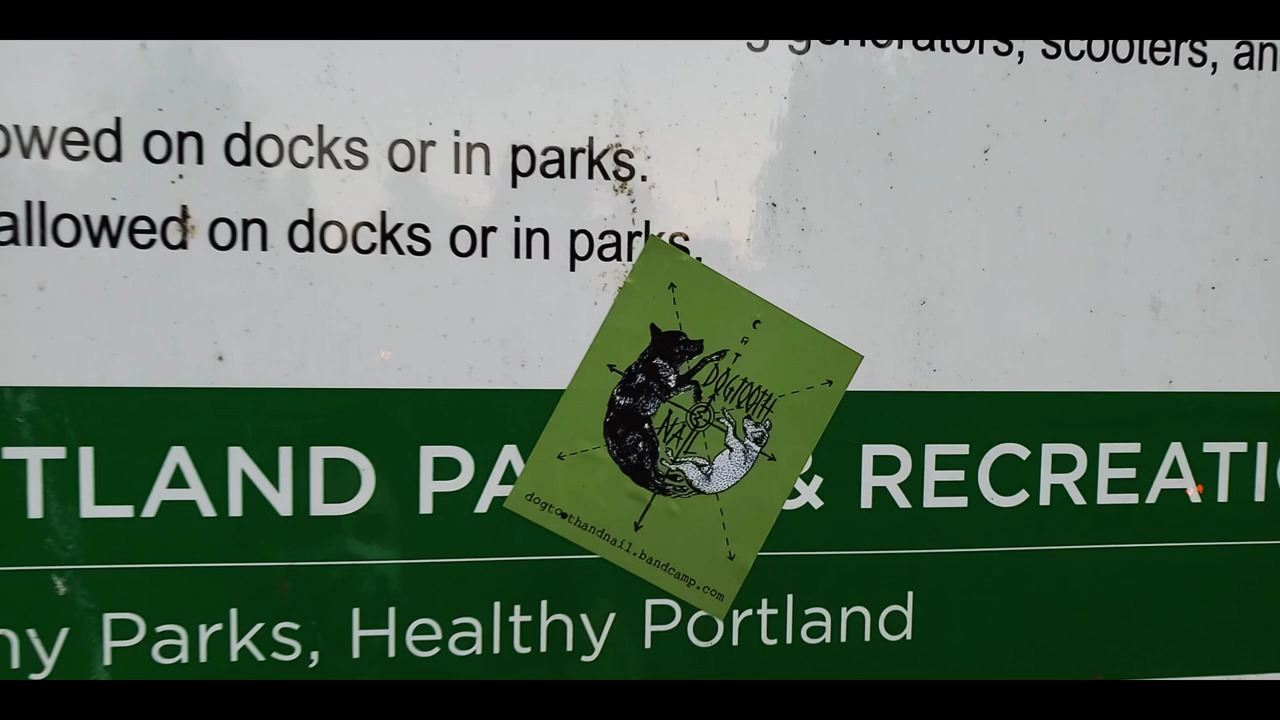 generators, scooters, an
owed on docks or in parks.
allowed on docks or in parks.
C
A
T
DOGTOOTH
&
NAIL
dogtoothandnail.bandcamp.com
TLAND PA & RECREATI
ny Parks, Healthy Portland